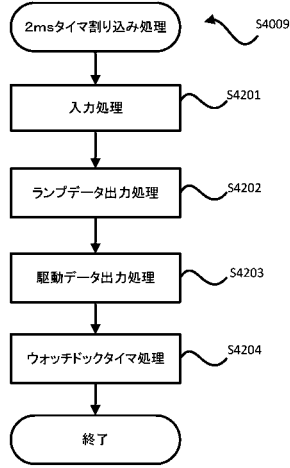 2msタイマ割り込み処理
S4009
入力処理
S4201
ランプデータ出力処理
S4202
駆動データ出力処理
S4203
ウォッチドックタイマ処理
S4204
終了